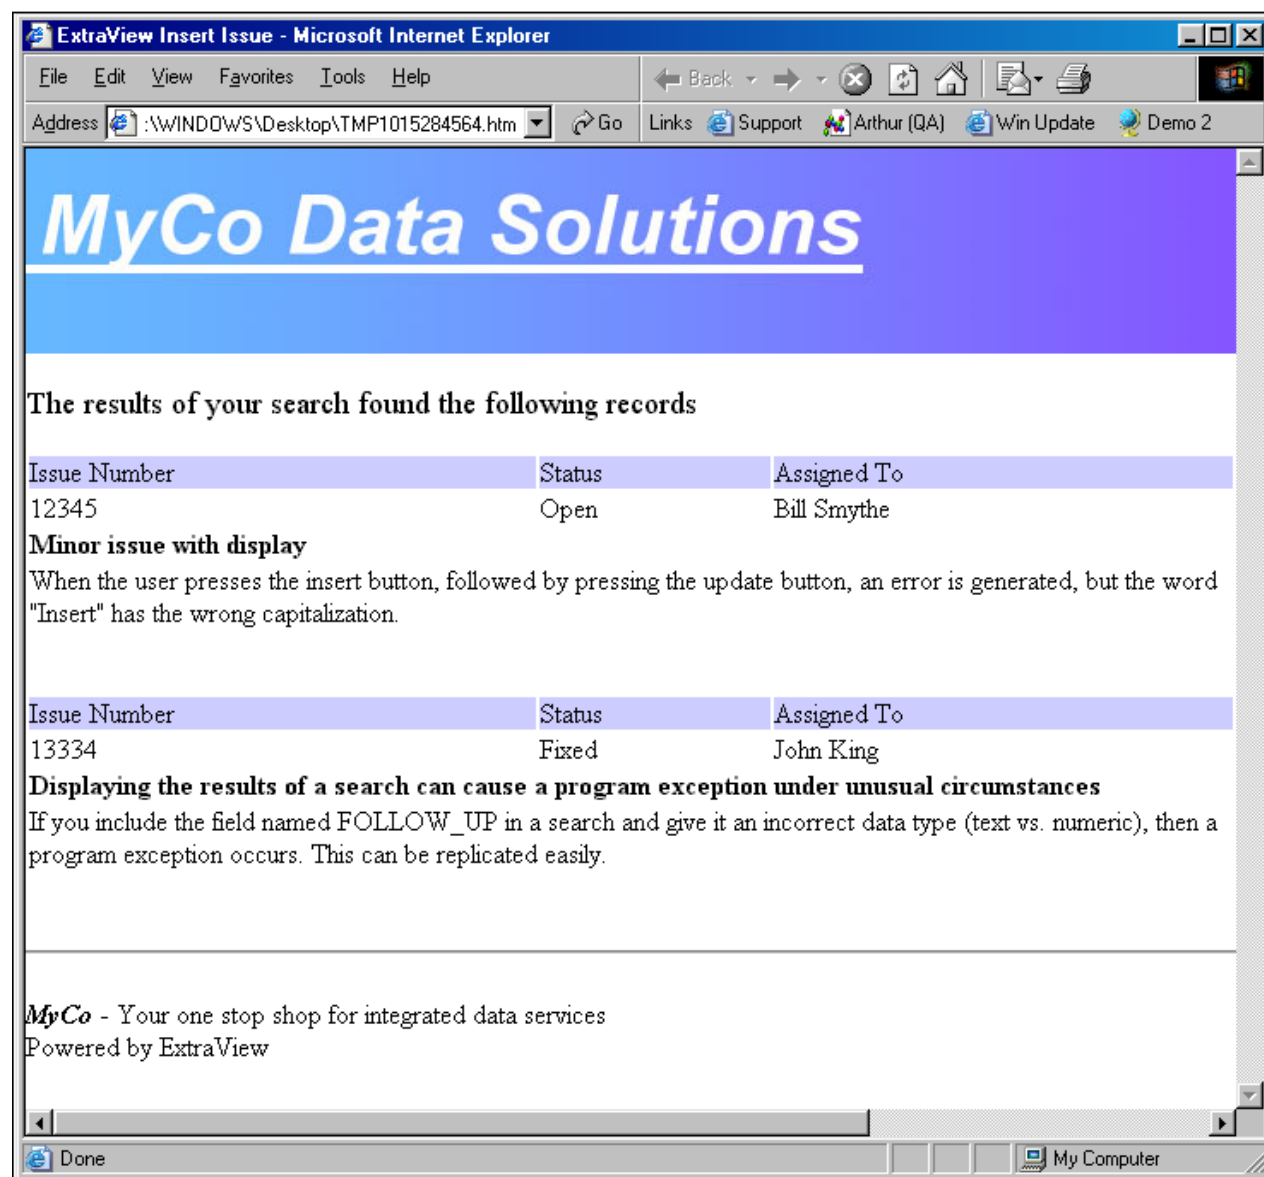 ExtraView Insert Issue - Microsoft Internet Explorer
File Edit View Favorites Tools Help Back
Address :\WINDOWS\Desktop\TMP1015284564.htm Go Links Support Arthur (QA) Win Update Demo 2
MyCo Data Solutions
The results of your search found the following records
Issue Number Status Assigned To
12345 Open Bill Smythe
Minor issue with display
When the user presses the insert button, followed by pressing the update button, an error is generated, but the word
"Insert" has the wrong capitalization.
Issue Number Status Assigned To
13334 Fixed John King
Displaying the results of a search can cause a program exception under unusual circumstances
If you include the field named FOLLOW_UP in a search and give it an incorrect data type (text vs. numeric), then a
program exception occurs. This can be replicated easily.
MyCo - Your one stop shop for integrated data services
Powered by ExtraView
Done My Computer